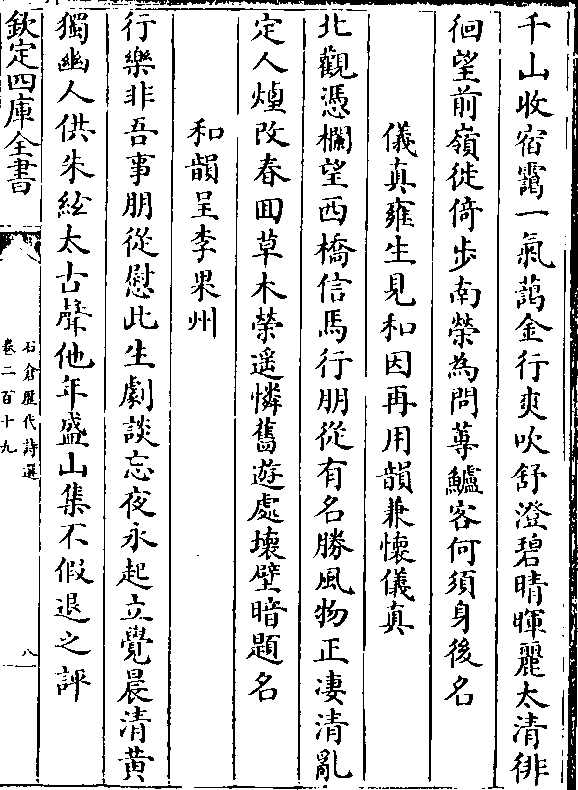 千山收宿靄一氣藹金行爽吹舒澄碧晴暉麗太清徘
徊望前嶺徙倚步南榮為問蓴鱸客何須身後名
儀真雍生見和因再用韻兼懷儀真
北觀憑欄望西橋信馬行朋從有名勝風物正凄清亂
定人煙改春回草木榮遥憐舊遊處壞壁暗題名
和韻呈李果州
行樂非吾事朋從慰此生劇談忘夜永起立覺晨清黄
獨幽人供朱絃太古聲他年盛山集不假退之評
欽定四庫全書
石倉歷代詩選
卷二百十九
八